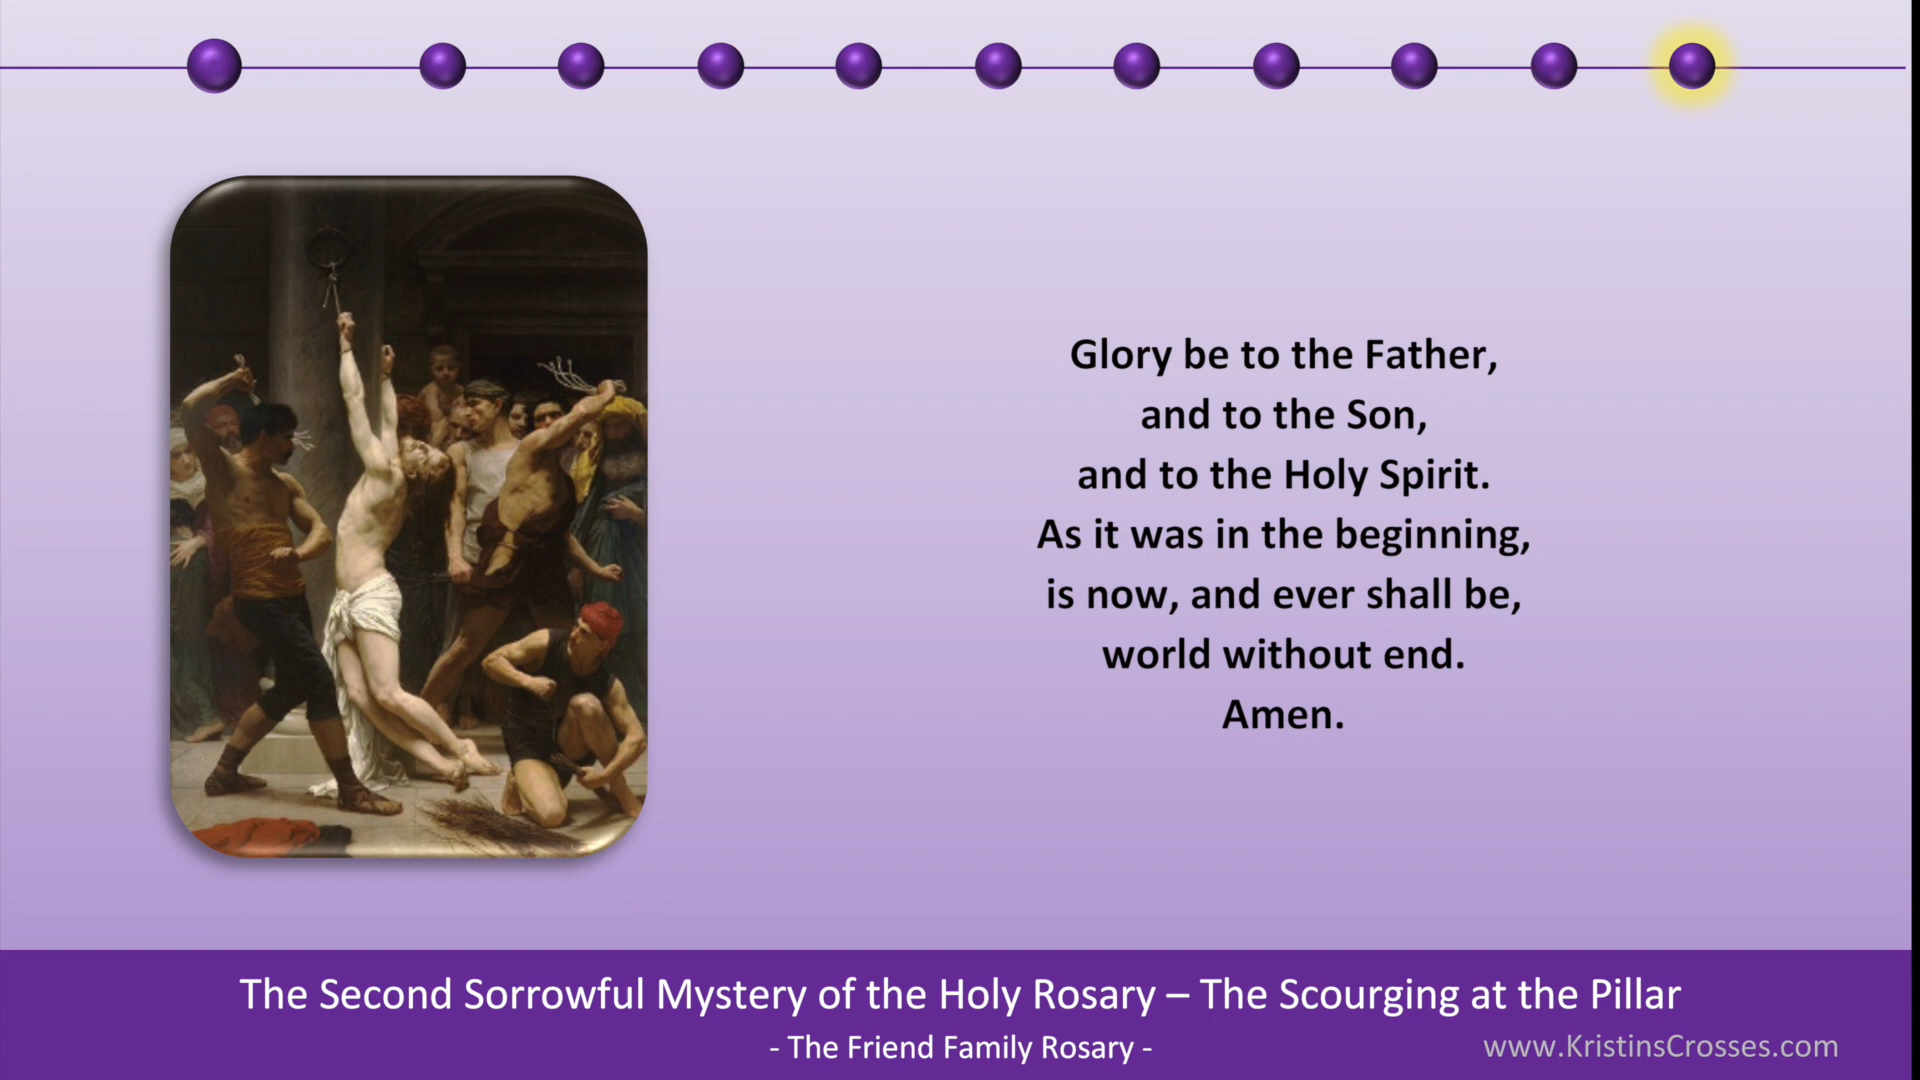 Glory be to the Father,
and to the Son,
and to the Holy Spirit.
As it was in the beginning,
is now, and ever shall be,
world without end.
Amen.
The Second Sorrowful Mystery of the Holy Rosary – The Scourging at the Pillar
- The Friend Family Rosary -
www.KristinsCrosses.com